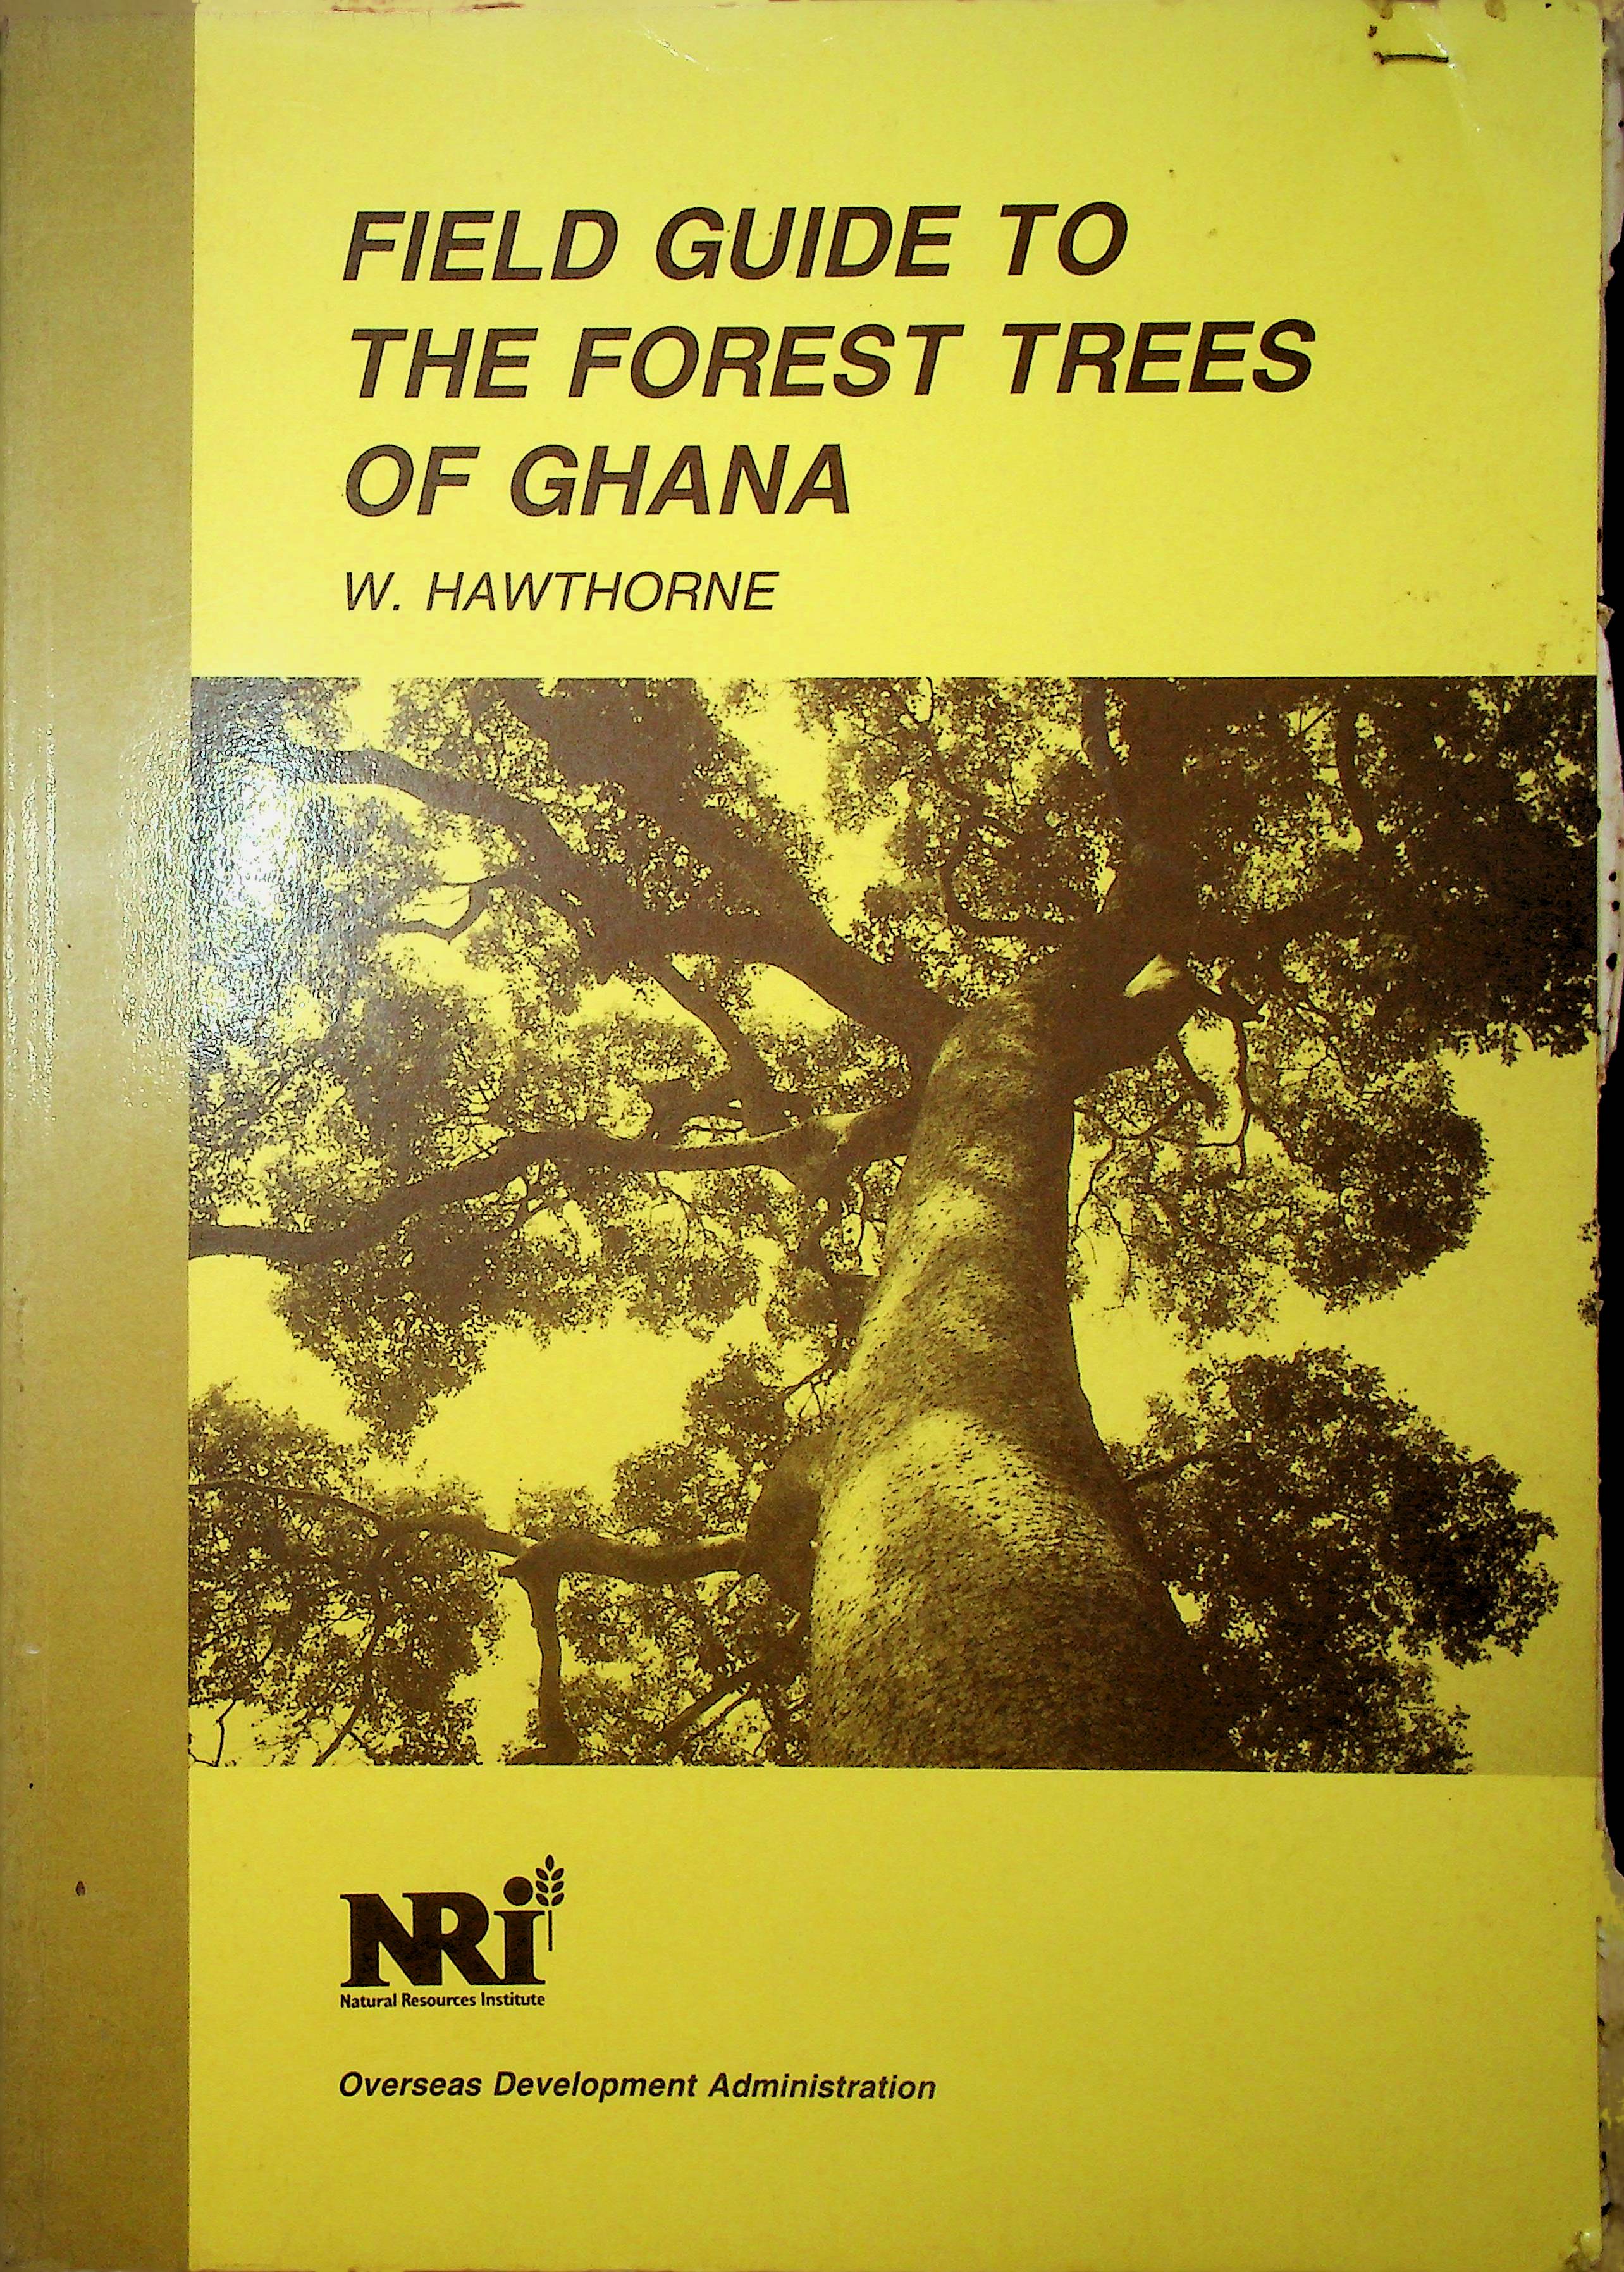 FIELD GUIDE TO
THE FOREST TREES
OF GHANA
W. HAWTHORNE
NRi
Natural Resources Institute
Overseas Development Administration